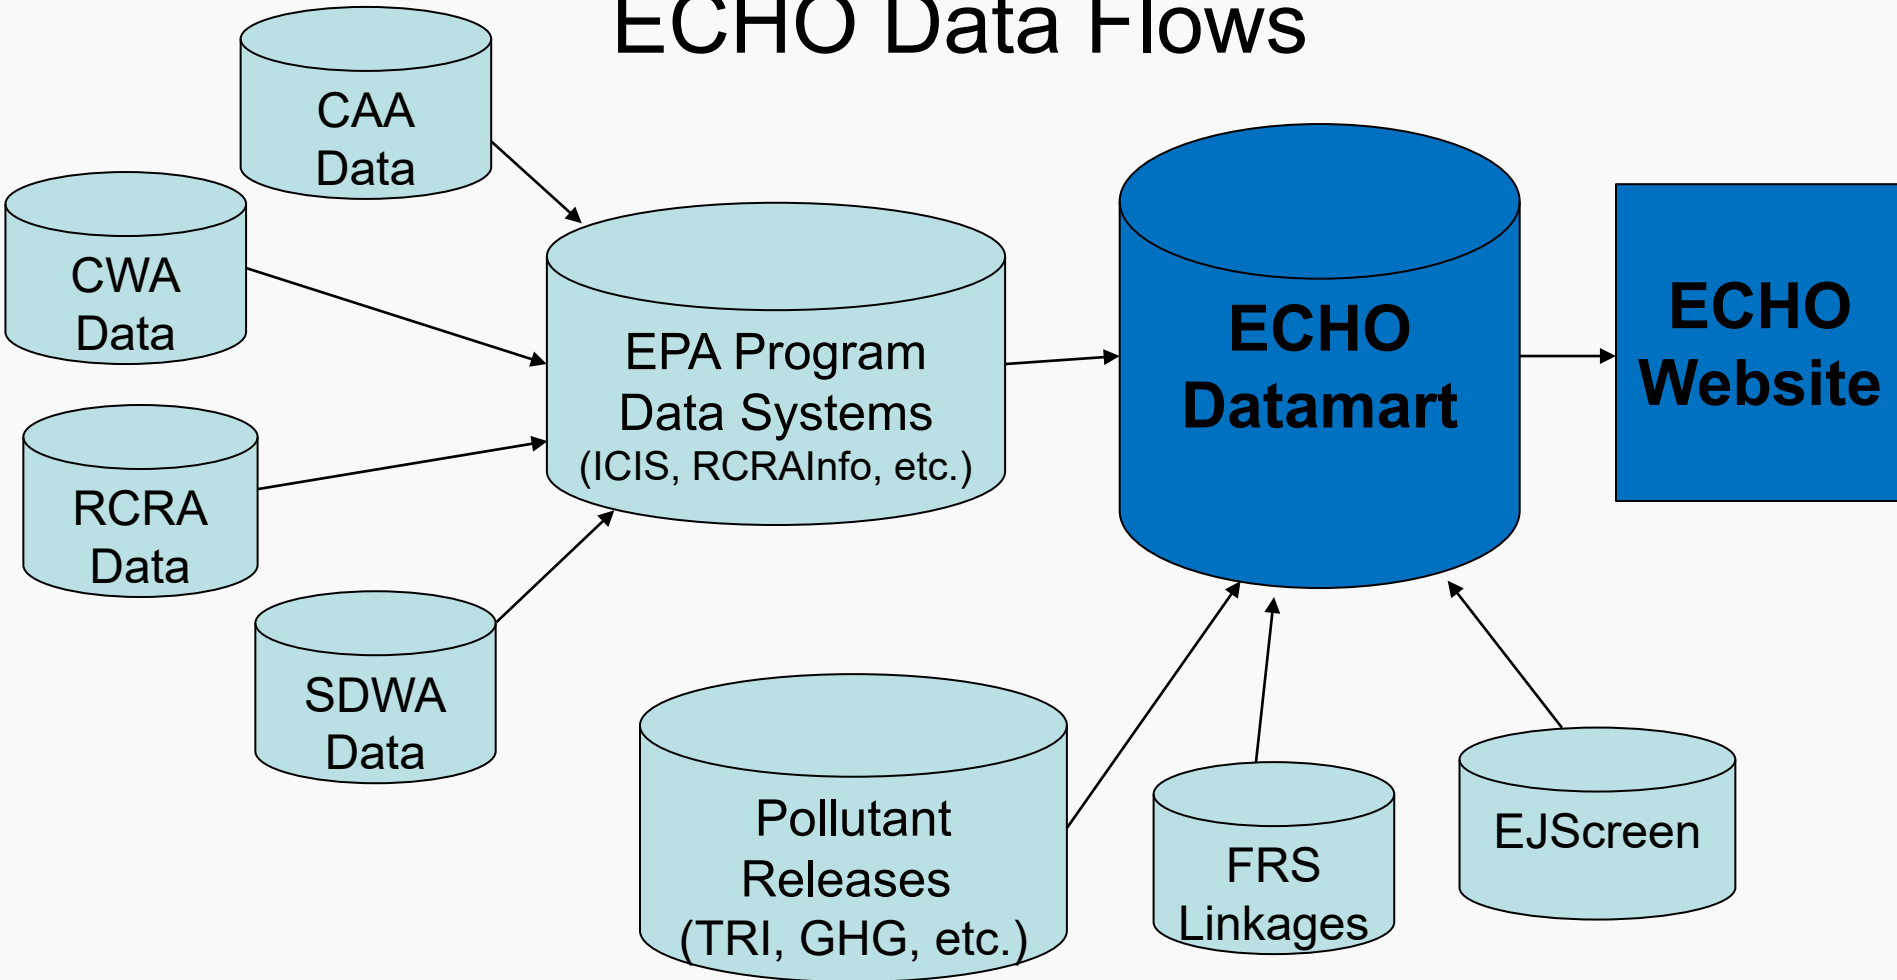 ECHO Data Flows
CAA
Data
CWA
Data
RCRA
Data
SDWA
Data
EPA Program
Data Systems
(ICIS, RCRAInfo, etc.)
ECHO
Datamart
ECHO
Website
Pollutant
Releases
(TRI, GHG, etc.)
FRS
Linkages
EJScreen